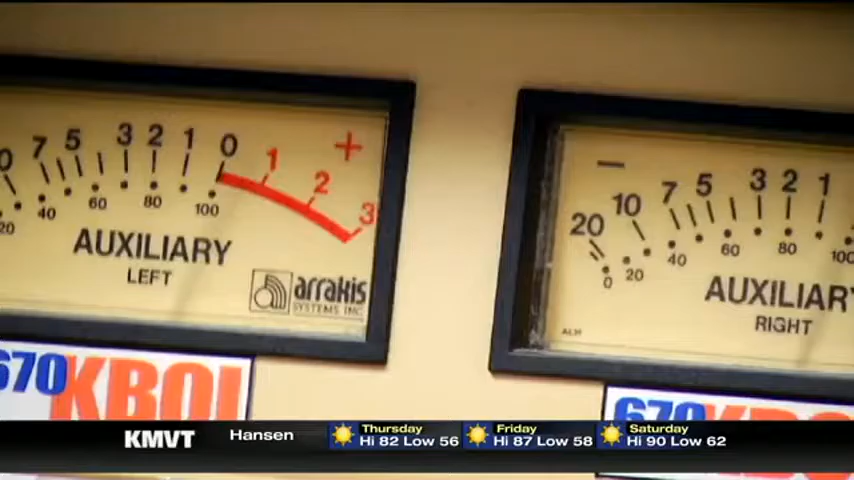 0 7 5 3 2 1 0 1 2 3 +
20 40 60 80 100
AUXILIARY
LEFT
arrakis
SYSTEMS INC
670 KBOI
−
20 10 7 5 3 2 1
0 20 40 60 80 100
AUXILIARY
RIGHT
670 KBO
KMVT
Hansen
Thursday
Hi 82 Low 56
Friday
Hi 87 Low 58
Saturday
Hi 90 Low 62